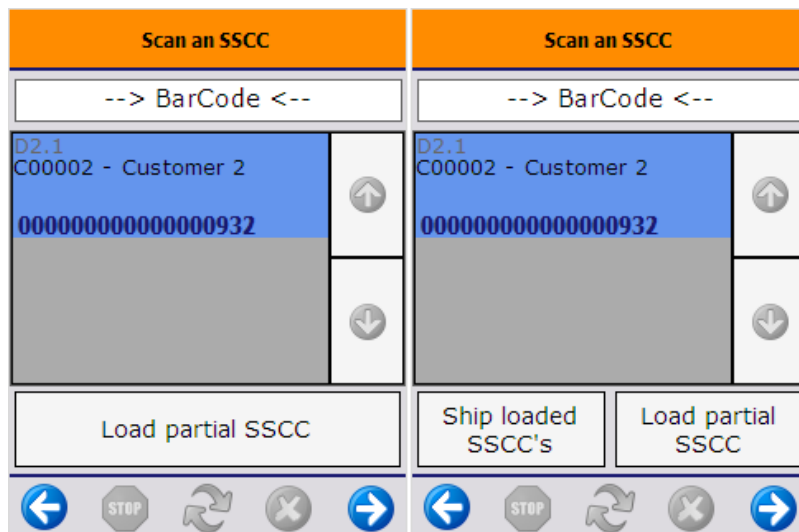 Scan an SSCC
--> BarCode <--
D2.1
C00002 - Customer 2
000000000000000932
Load partial SSCC
STOP
Scan an SSCC
--> BarCode <--
D2.1
C00002 - Customer 2
000000000000000932
Ship loaded
SSCC's
Load partial
SSCC
STOP